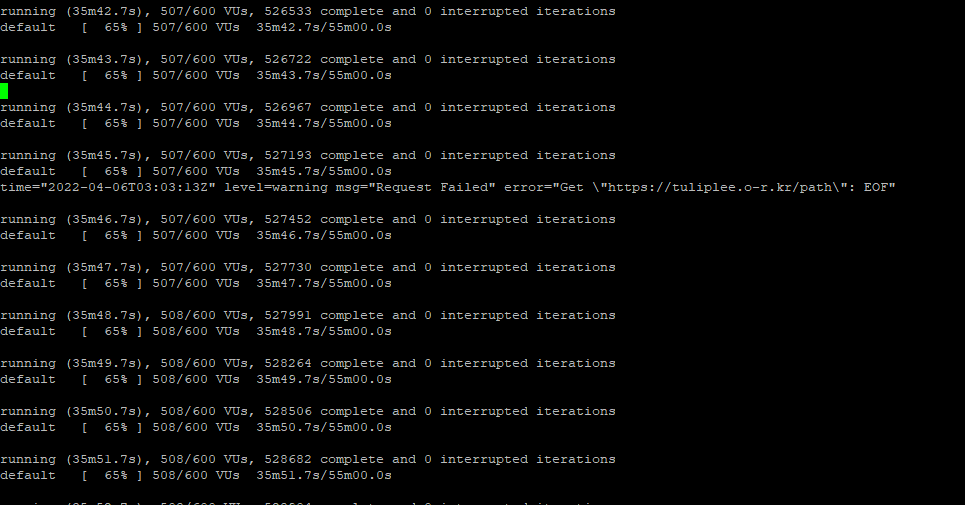 running (35m42.7s), 507/600 VUs, 526533 complete and 0 interrupted iterations
default   [  65% ] 507/600 VUs  35m42.7s/55m00.0s
running (35m43.7s), 507/600 VUs, 526722 complete and 0 interrupted iterations
default   [  65% ] 507/600 VUs  35m43.7s/55m00.0s
running (35m44.7s), 507/600 VUs, 526967 complete and 0 interrupted iterations
default   [  65% ] 507/600 VUs  35m44.7s/55m00.0s
running (35m45.7s), 507/600 VUs, 527193 complete and 0 interrupted iterations
default   [  65% ] 507/600 VUs  35m45.7s/55m00.0s
time="2022-04-06T03:03:13Z" level=warning msg="Request Failed" error="Get \"https://tuliplee.o-r.kr/path\": EOF"
running (35m46.7s), 507/600 VUs, 527452 complete and 0 interrupted iterations
default   [  65% ] 507/600 VUs  35m46.7s/55m00.0s
running (35m47.7s), 507/600 VUs, 527730 complete and 0 interrupted iterations
default   [  65% ] 507/600 VUs  35m47.7s/55m00.0s
running (35m48.7s), 508/600 VUs, 527991 complete and 0 interrupted iterations
default   [  65% ] 508/600 VUs  35m48.7s/55m00.0s
running (35m49.7s), 508/600 VUs, 528264 complete and 0 interrupted iterations
default   [  65% ] 508/600 VUs  35m49.7s/55m00.0s
running (35m50.7s), 508/600 VUs, 528506 complete and 0 interrupted iterations
default   [  65% ] 508/600 VUs  35m50.7s/55m00.0s
running (35m51.7s), 508/600 VUs, 528682 complete and 0 interrupted iterations
default   [  65% ] 508/600 VUs  35m51.7s/55m00.0s